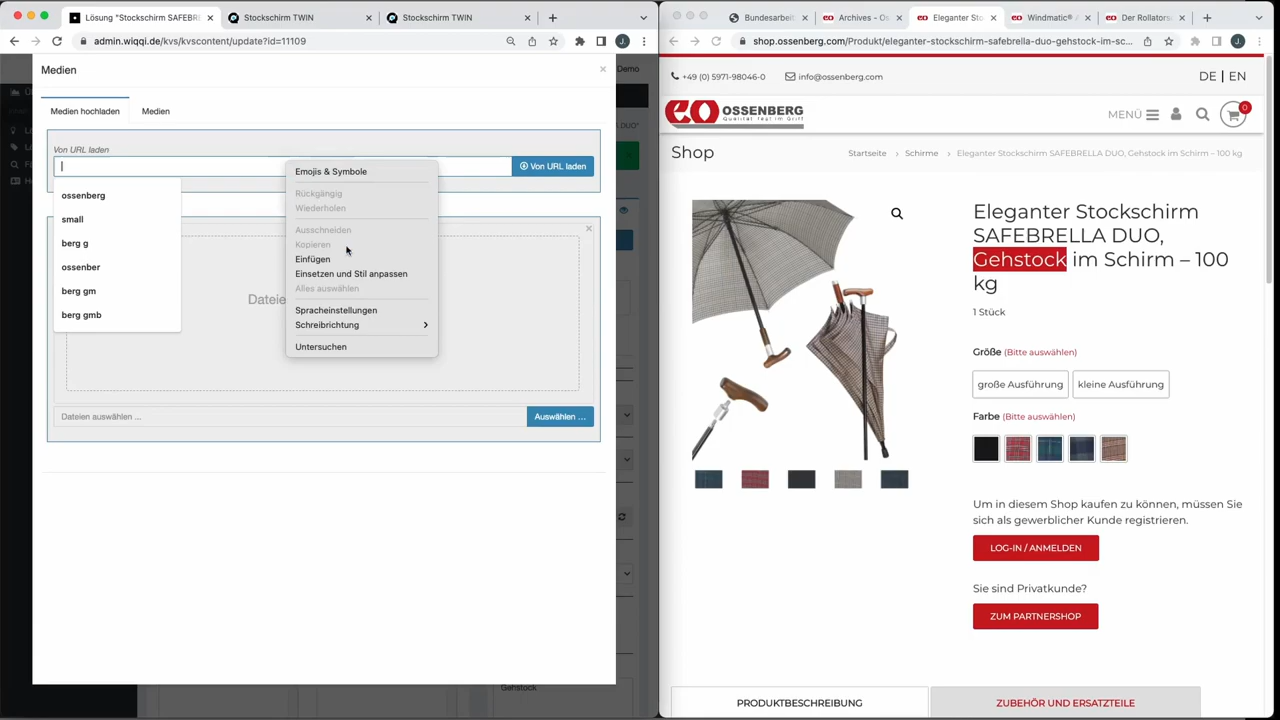 Lösung "Stockschirm SAFEBRE
Stockschirm TWIN
Stockschirm TWIN
admin.wiqqi.de/kvs/kvscontent/update?id=11109
J.
Demo
Medien
Medien hochladen
Medien
Von URL laden
Von URL laden
ossenberg
small
berg g
ossenber
berg gm
berg gmb
Emojis & Symbole
Rückgängig
Wiederholen
Ausschneiden
Kopieren
Einfügen
Einsetzen und Stil anpassen
Alles auswählen
Spracheinstellungen
Schreibrichtung
Untersuchen
Dateie
Dateien auswählen ...
Auswählen ...
Gehstock
Bundesarbeit
Archives - Os
Eleganter Sto
Windmatic® A
Der Rollators
shop.ossenberg.com/Produkt/eleganter-stockschirm-safebrella-duo-gehstock-im-sc...
J.
+49 (0) 5971-98046-0
info@ossenberg.com
DE | EN
eo OSSENBERG
Qualität fest im Griff
MENÜ
0
Shop
Startseite > Schirme > Eleganter Stockschirm SAFEBRELLA DUO, Gehstock im Schirm – 100 kg
Eleganter Stockschirm
SAFEBRELLA DUO,
Gehstock im Schirm – 100
kg
1 Stück
Größe (Bitte auswählen)
große Ausführung
kleine Ausführung
Farbe (Bitte auswählen)
Um in diesem Shop kaufen zu können, müssen Sie
sich als gewerblicher Kunde registrieren.
LOG-IN / ANMELDEN
Sie sind Privatkunde?
ZUM PARTNERSHOP
PRODUKTBESCHREIBUNG
ZUBEHÖR UND ERSATZTEILE